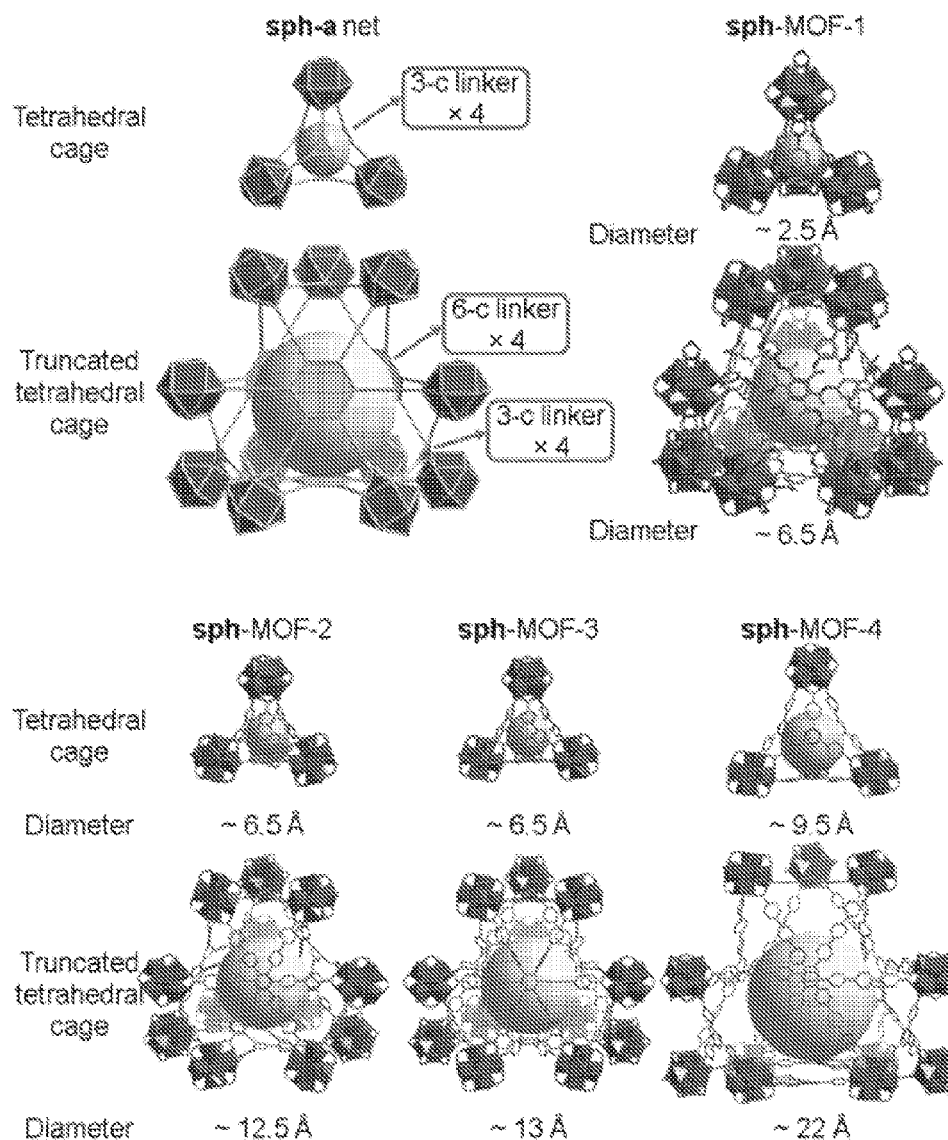 sph-a net
sph-MOF-1
Tetrahedral
cage
3-c linker
× 4
Diameter
~ 2.5 Å
Truncated
tetrahedral
cage
6-c linker
× 4
3-c linker
× 4
Diameter
~ 6.5 Å
sph-MOF-2
sph-MOF-3
sph-MOF-4
Tetrahedral
cage
Diameter
~ 6.5 Å
~ 6.5 Å
~ 9.5 Å
Truncated
tetrahedral
cage
Diameter
~ 12.5 Å
~ 13 Å
~ 22 Å